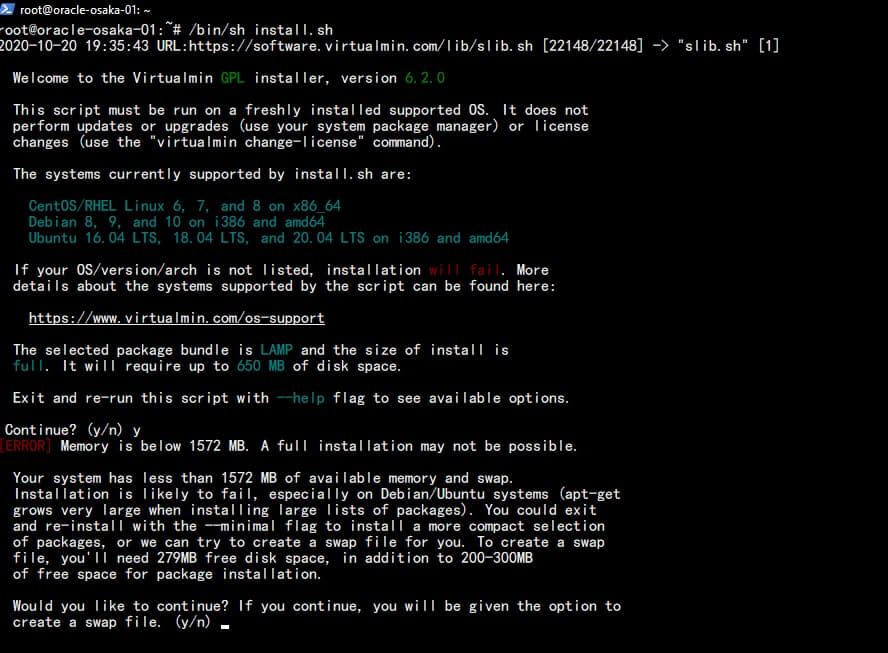 root@oracle-osaka-01: ~
root@oracle-osaka-01:~# /bin/sh install.sh
2020-10-20 19:35:43 URL:https://software.virtualmin.com/lib/slib.sh [22148/22148] -> "slib.sh" [1]
Welcome to the Virtualmin GPL installer, version 6.2.0
This script must be run on a freshly installed supported OS. It does not
perform updates or upgrades (use your system package manager) or license
changes (use the "virtualmin change-license" command).
The systems currently supported by install.sh are:
CentOS/RHEL Linux 6, 7, and 8 on x86_64
Debian 8, 9, and 10 on i386 and amd64
Ubuntu 16.04 LTS, 18.04 LTS, and 20.04 LTS on i386 and amd64
If your OS/version/arch is not listed, installation will fail. More
details about the systems supported by the script can be found here:
https://www.virtualmin.com/os-support
The selected package bundle is LAMP and the size of install is
full. It will require up to 650 MB of disk space.
Exit and re-run this script with --help flag to see available options.
Continue? (y/n) y
[ERROR] Memory is below 1572 MB. A full installation may not be possible.
Your system has less than 1572 MB of available memory and swap.
Installation is likely to fail, especially on Debian/Ubuntu systems (apt-get
grows very large when installing large lists of packages). You could exit
and re-install with the --minimal flag to install a more compact selection
of packages, or we can try to create a swap file for you. To create a swap
file, you'll need 279MB free disk space, in addition to 200-300MB
of free space for package installation.
Would you like to continue? If you continue, you will be given the option to
create a swap file. (y/n)